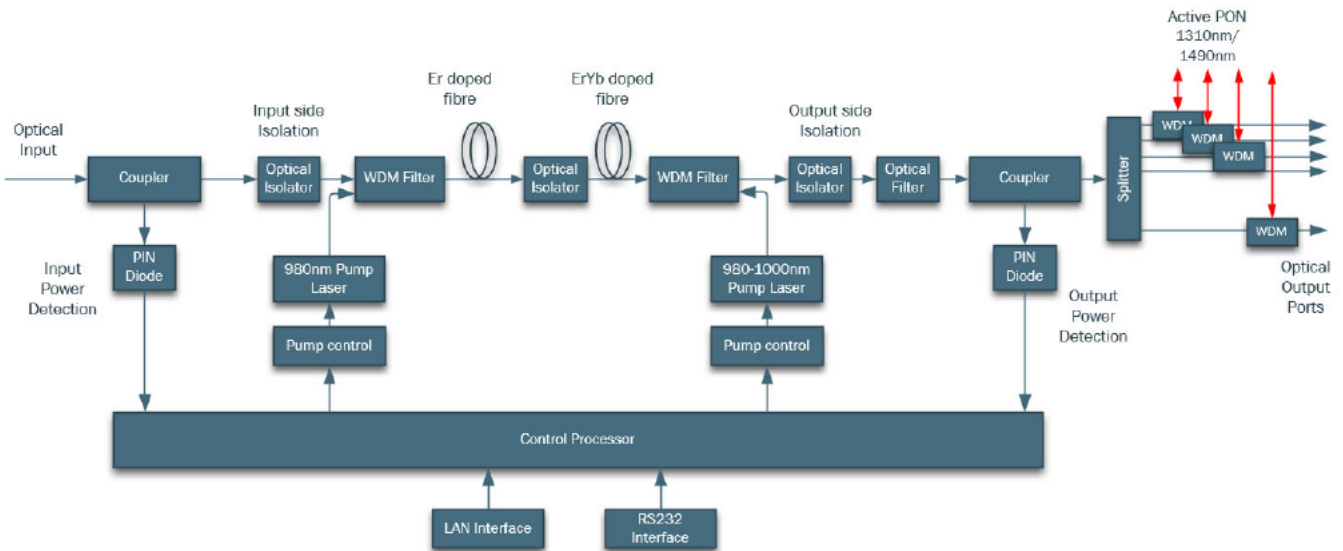 Active PON
1310nm/
1490nm
Er doped
fibre
ErYb doped
fibre
Input side
Isolation
Output side
Isolation
Optical
Input
WDM
WDM
WDM
Coupler
Optical
Isolator
WDM Filter
Optical
Isolator
WDM Filter
Optical
Isolator
Optical
Filter
Coupler
Splitter
WDM
PIN
Diode
Input
Power
Detection
980nm Pump
Laser
980-1000nm
Pump Laser
PIN
Diode
Output
Power
Detection
Optical
Output
Ports
Pump control
Pump control
Control Processor
LAN Interface
RS232
Interface